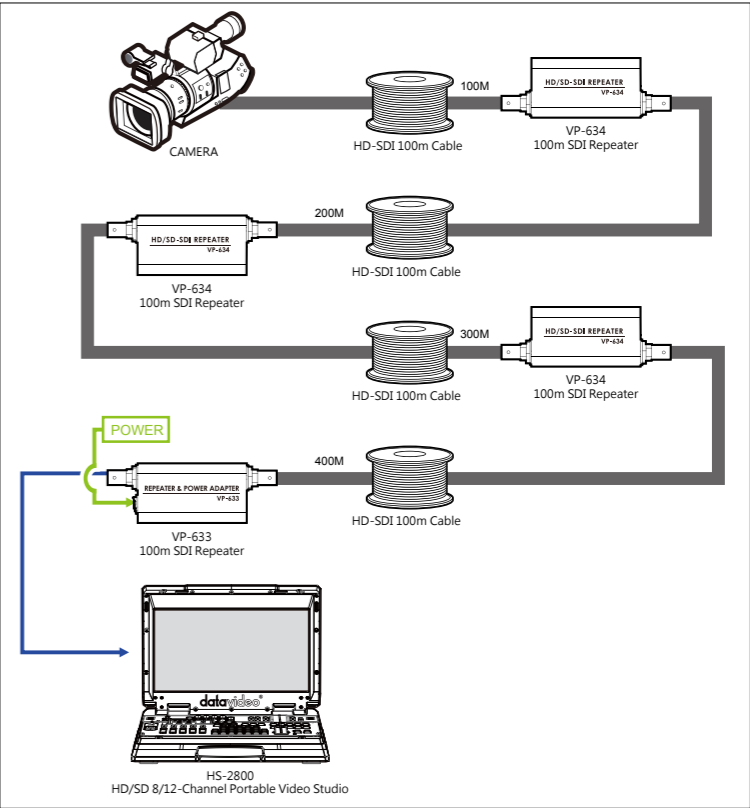 100M
HD/SD-SDI REPEATER
VP-634
CAMERA
HD-SDI 100m Cable
VP-634
100m SDI Repeater
200M
HD/SD-SDI REPEATER
VP-634
HD-SDI 100m Cable
VP-634
100m SDI Repeater
300M
HD/SD-SDI REPEATER
VP-634
HD-SDI 100m Cable
VP-634
100m SDI Repeater
POWER
400M
REPEATER & POWER ADAPTER
VP-633
HD-SDI 100m Cable
VP-633
100m SDI Repeater
datavideo®
HS-2800
HD/SD 8/12-Channel Portable Video Studio